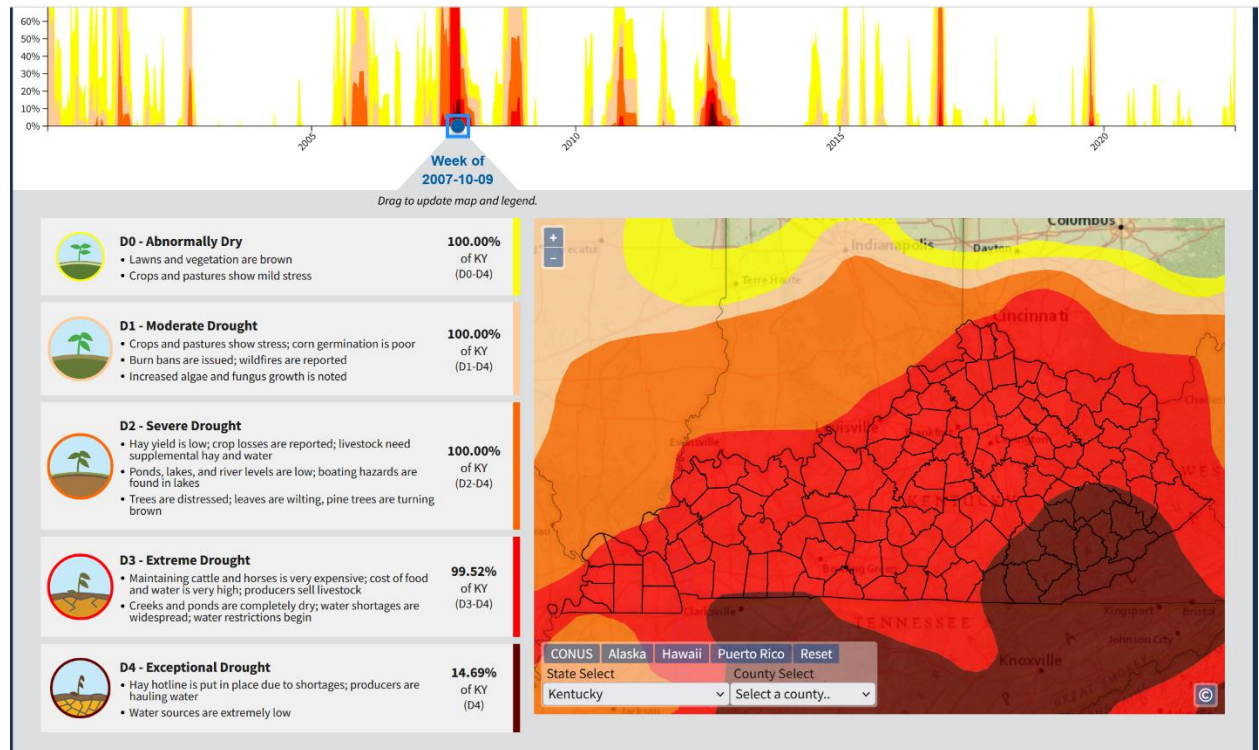 60%
50%
40%
30%
20%
10%
0%
2005
2010
2015
2020
Week of
2007-10-09
Drag to update map and legend.
D0 - Abnormally Dry
• Lawns and vegetation are brown
• Crops and pastures show mild stress
100.00%
of KY
(D0-D4)
D1 - Moderate Drought
• Crops and pastures show stress; corn germination is poor
• Burn bans are issued; wildfires are reported
• Increased algae and fungus growth is noted
100.00%
of KY
(D1-D4)
D2 - Severe Drought
• Hay yield is low; crop losses are reported; livestock need
supplemental hay and water
• Ponds, lakes, and river levels are low; boating hazards are
found in lakes
• Trees are distressed; leaves are wilting, pine trees are turning
brown
100.00%
of KY
(D2-D4)
D3 - Extreme Drought
• Maintaining cattle and horses is very expensive; cost of food
and water is very high; producers sell livestock
• Creeks and ponds are completely dry; water shortages are
widespread; water restrictions begin
99.52%
of KY
(D3-D4)
D4 - Exceptional Drought
• Hay hotline is put in place due to shortages; producers are
hauling water
• Water sources are extremely low
14.69%
of KY
(D4)
+
−
Columbus
Indianapolis
Dayton
Terre Haute
Cincinnati
Louisville
Evansville
KENTUCKY
Bowling Green
Clarksville
TENNESSEE
Kingsport
Bristol
Johnson City
Knoxville
CONUS
Alaska
Hawaii
Puerto Rico
Reset
State Select
County Select
Kentucky
Select a county..
Jackson
©